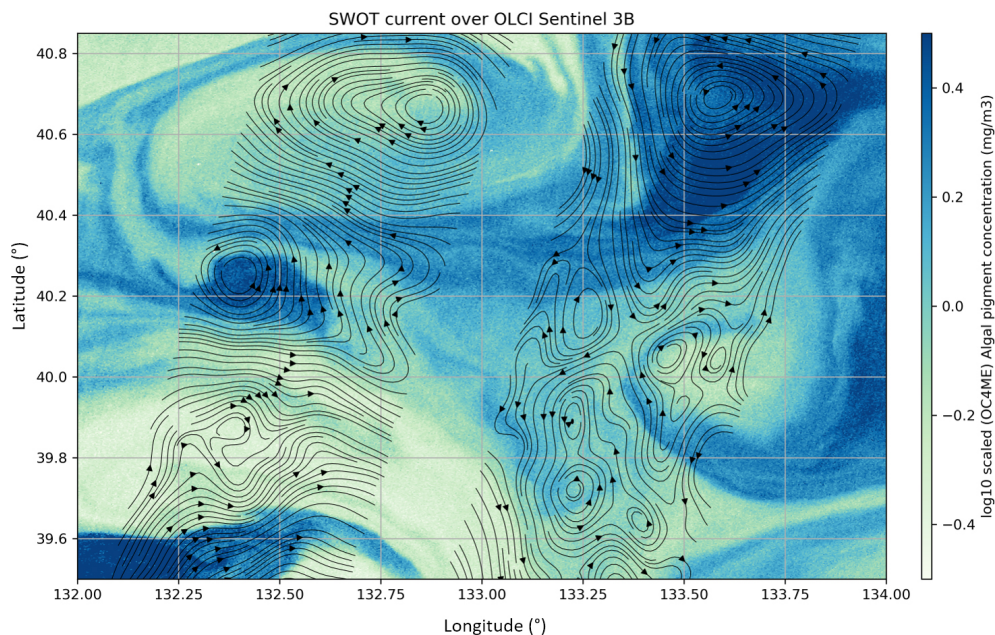 SWOT current over OLCI Sentinel 3B
40.8
40.6
40.4
40.2
40.0
39.8
39.6
Latitude (°)
132.00 132.25 132.50 132.75 133.00 133.25 133.50 133.75 134.00
Longitude (°)
0.4
0.2
0.0
−0.2
−0.4
log10 scaled (OC4ME) Algal pigment concentration (mg/m3)